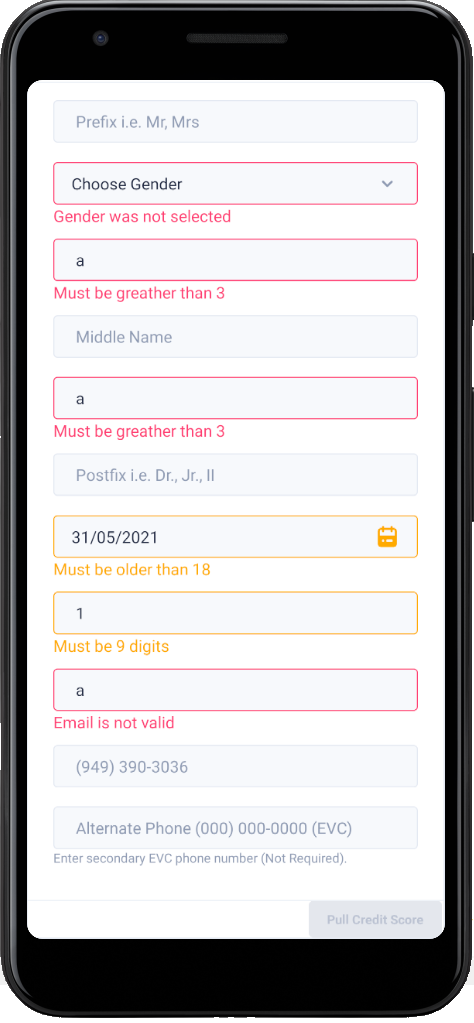 Prefix i.e. Mr, Mrs
Choose Gender
Gender was not selected
a
Must be greather than 3
Middle Name
a
Must be greather than 3
Postfix i.e. Dr., Jr., II
31/05/2021
Must be older than 18
1
Must be 9 digits
a
Email is not valid
(949) 390-3036
Alternate Phone (000) 000-0000 (EVC)
Enter secondary EVC phone number (Not Required).
Pull Credit Score